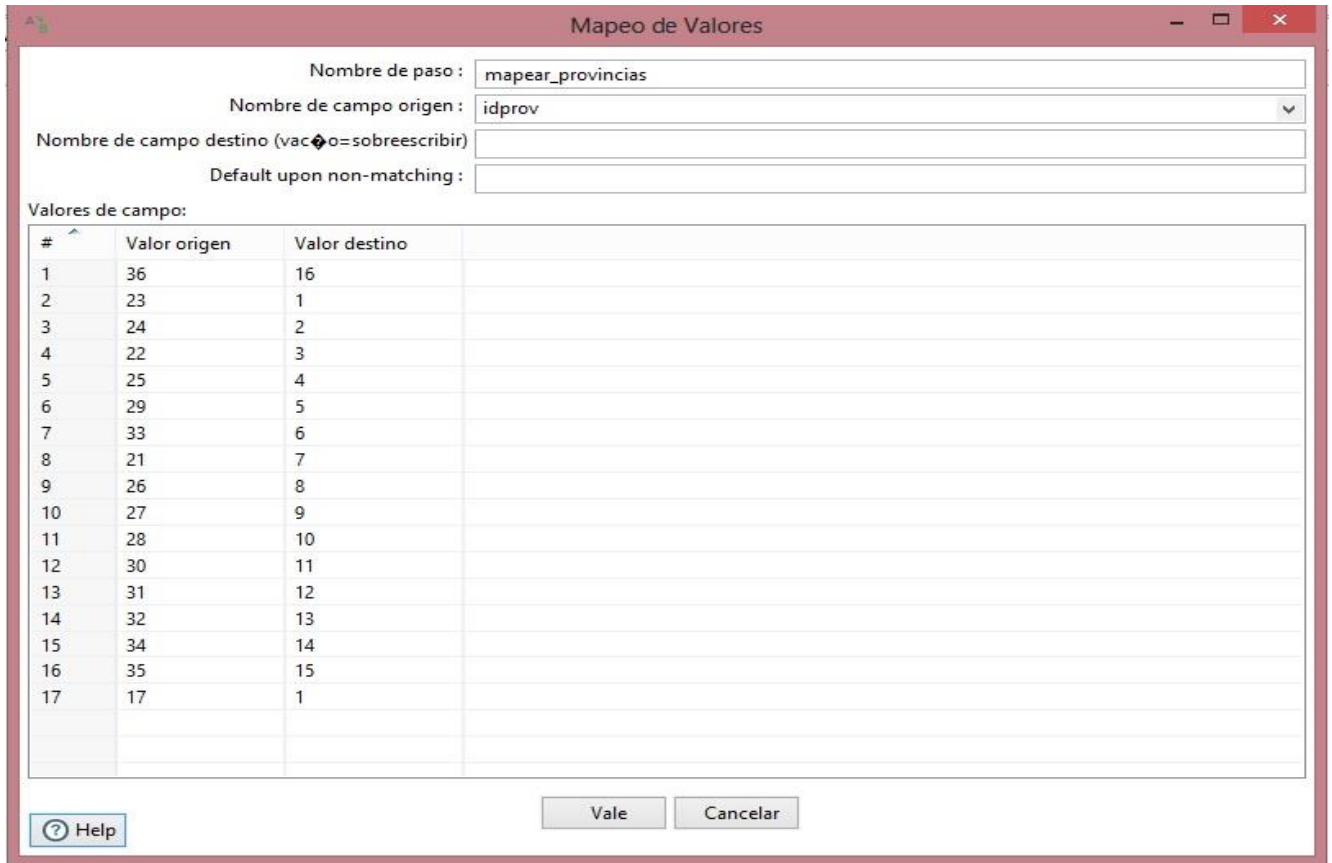 Mapeo de Valores
Nombre de paso : mapear_provincias
Nombre de campo origen : idprov
Nombre de campo destino (vac�o=sobreescribir)
Default upon non-matching :
Valores de campo:
# Valor origen Valor destino
1 36 16
2 23 1
3 24 2
4 22 3
5 25 4
6 29 5
7 33 6
8 21 7
9 26 8
10 27 9
11 28 10
12 30 11
13 31 12
14 32 13
15 34 14
16 35 15
17 17 1
Vale Cancelar
Help